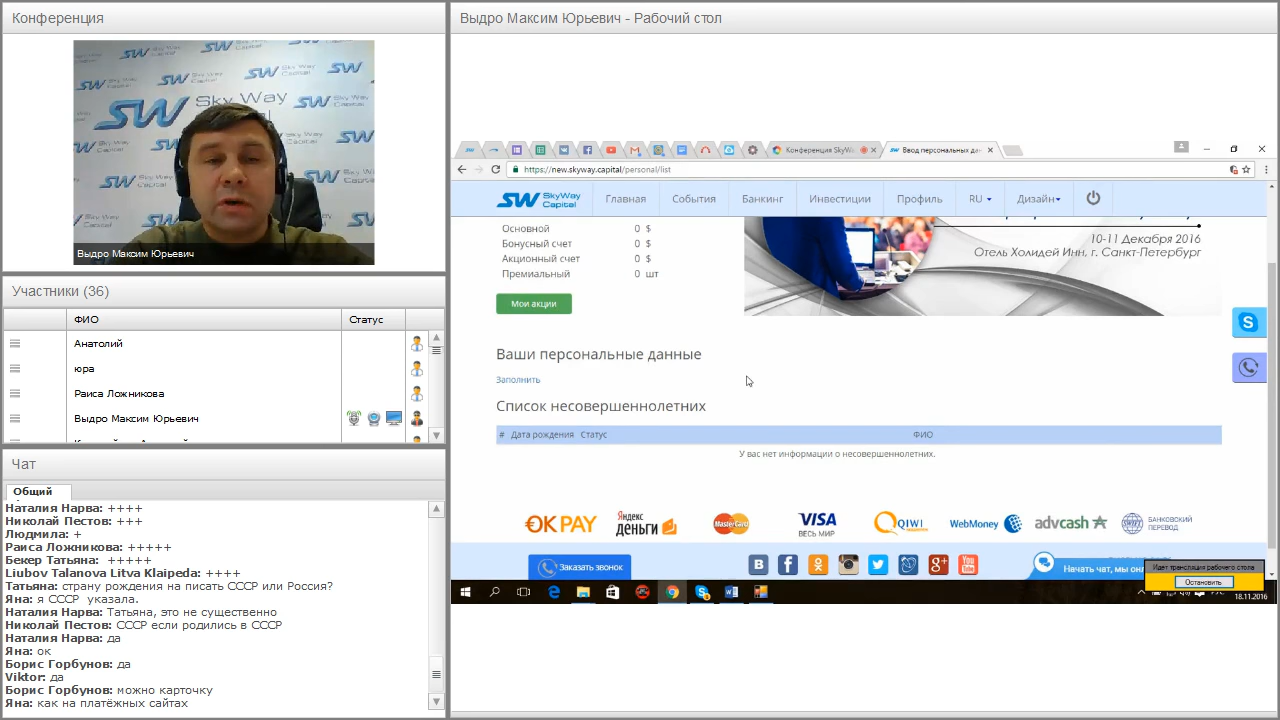 Конференция
SW SkyWay Capital
Выдро Максим Юрьевич
Участники (36)
ФИО Статус
Анатолий
юра
Раиса Ложникова
Выдро Максим Юрьевич
Чат
Общий
Наталия Нарва: ++++
Николай Пестов: +++
Людмила: +
Раиса Ложникова: +++++
Бекер Татьяна: +++++
Liubov Talanova Litva Klaipeda: ++++
Татьяна: страну рождения на писать СССР или Россия?
Яна: я СССР указала.
Наталия Нарва: Татьяна, это не существенно
Николай Пестов: СССР если родились в СССР
Наталия Нарва: да
Яна: ок
Борис Горбунов: да
Viktor: да
Борис Горбунов: можно карточку
Яна: как на платёжных сайтах
Выдро Максим Юрьевич - Рабочий стол
Конференция SkyWa
Ввод персональных дан
https://new.skyway.capital/personal/list
SW SkyWay Capital
Главная События Банкинг Инвестиции Профиль RU Дизайн
Основной 0 $
Бонусный счет 0 $
Акционный счет 0 $
Премиальный 0 шт
Мои акции
10-11 Декабря 2016
Отель Холидей Инн, г. Санкт-Петербург
Ваши персональные данные
Заполнить
Список несовершеннолетних
# Дата рождения Статус ФИО
У вас нет информации о несовершеннолетних.
OKPAY
Яндекс деньги
MasterCard
VISA
ВЕСЬ МИР
QIWI
WebMoney
advcash
БАНКОВСКИЙ ПЕРЕВОД
Заказать звонок
Начать чат, мы онл
Идет трансляция рабочего стола
Остановить
18.11.2016